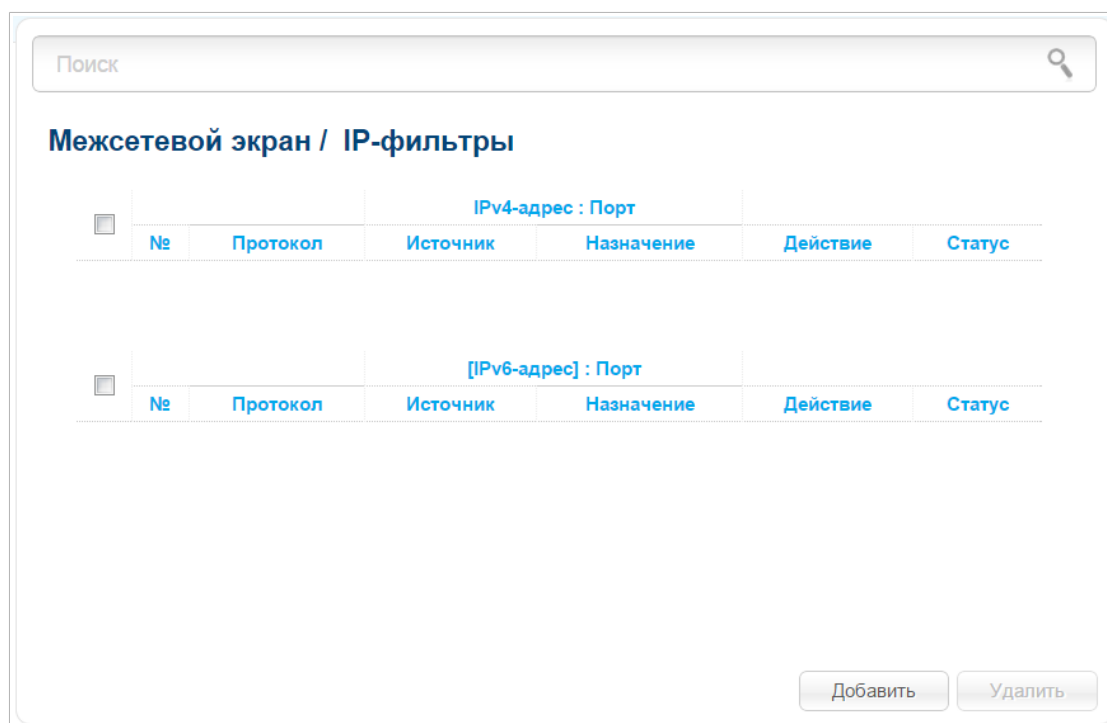 Поиск
Межсетевой экран / IP-фильтры
IPv4-адрес : Порт
№ Протокол Источник Назначение Действие Статус
[IPv6-адрес] : Порт
№ Протокол Источник Назначение Действие Статус
Добавить Удалить